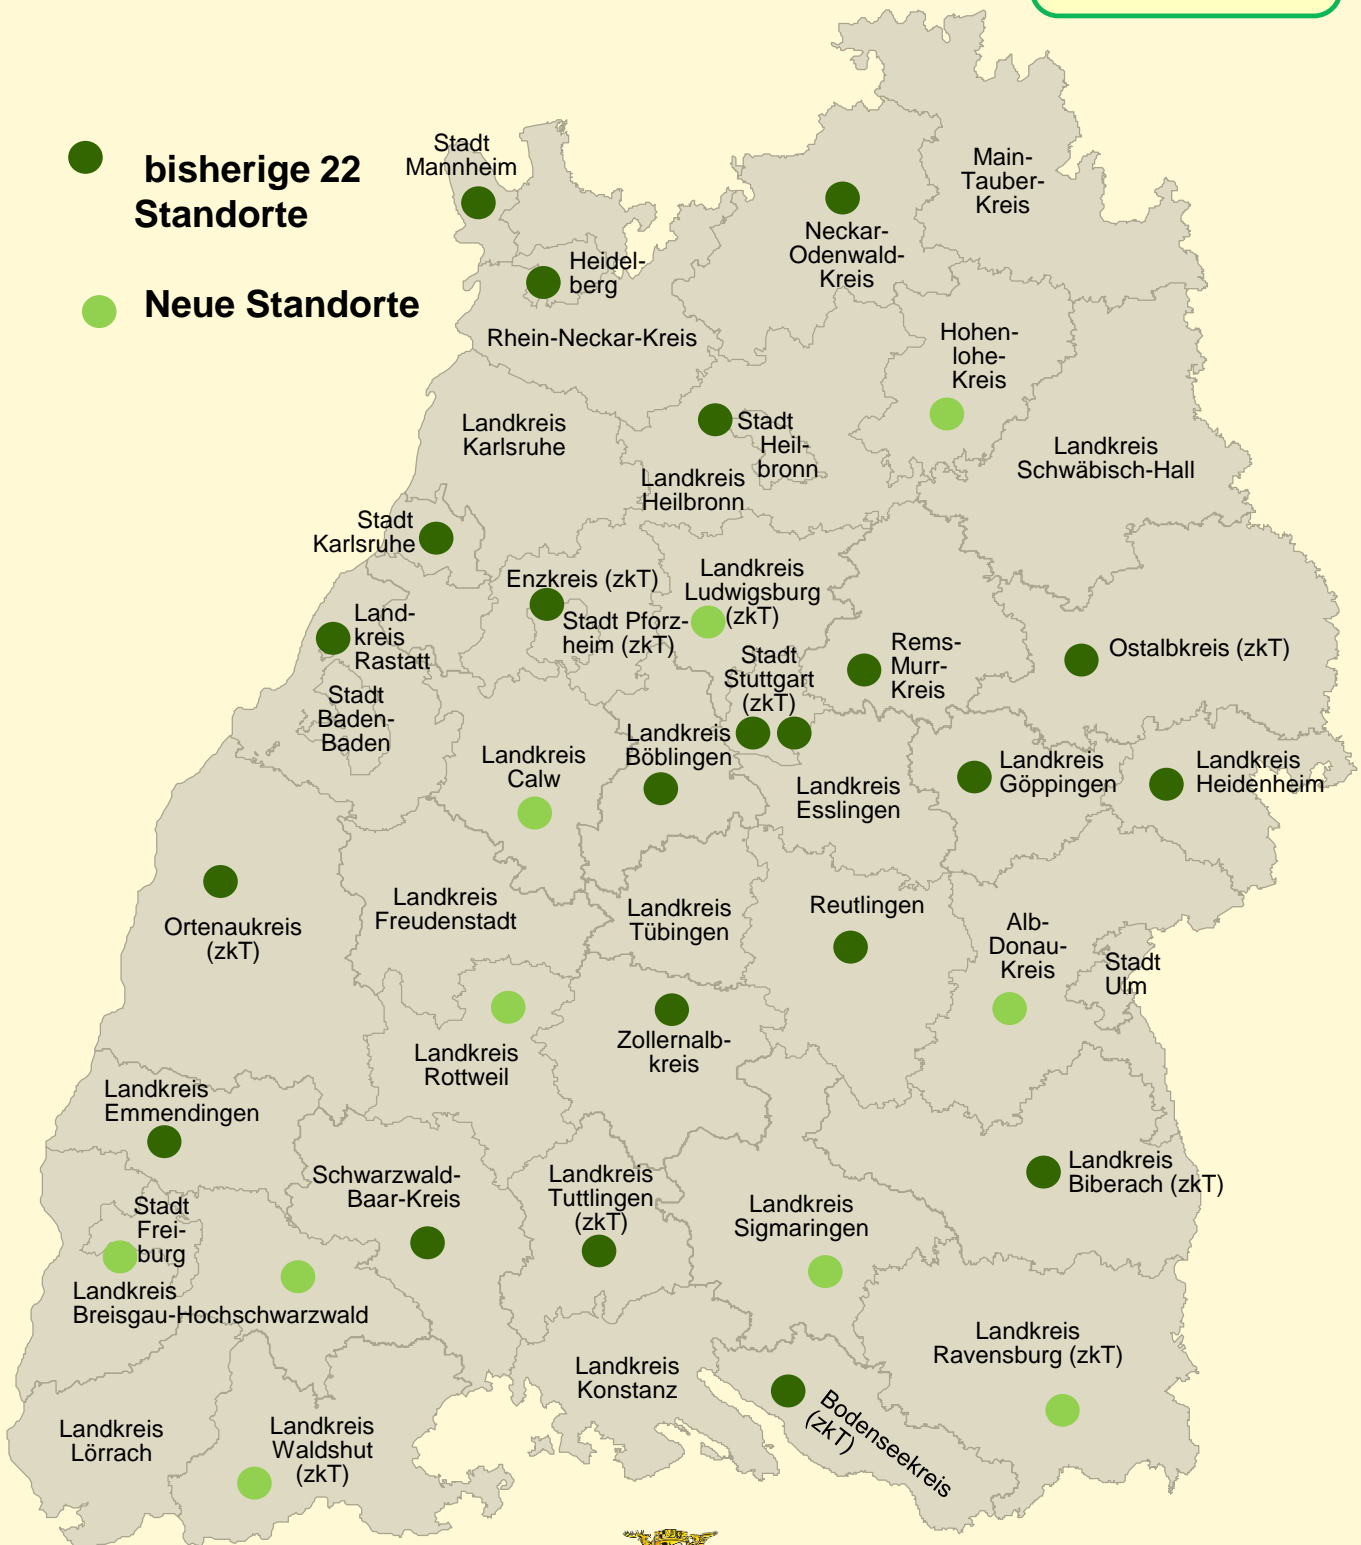 bisherige 22
Standorte
Neue Standorte
Stadt
Mannheim
Main-
Tauber-
Kreis
Neckar-
Odenwald-
Kreis
Heidel-
berg
Rhein-Neckar-Kreis
Hohen-
lohe-
Kreis
Landkreis
Karlsruhe
Stadt
Heil-
bronn
Landkreis
Heilbronn
Landkreis
Schwäbisch-Hall
Stadt
Karlsruhe
Enzkreis (zkT)
Landkreis
Ludwigsburg
(zkT)
Land-
kreis
Rastatt
Stadt Pforz-
heim (zkT)
Rems-
Murr-
Kreis
Ostalbkreis (zkT)
Stadt
Stuttgart
(zkT)
Stadt
Baden-
Baden
Landkreis
Calw
Landkreis
Böblingen
Landkreis
Esslingen
Landkreis
Göppingen
Landkreis
Heidenheim
Ortenaukreis
(zkT)
Landkreis
Freudenstadt
Landkreis
Tübingen
Reutlingen
Alb-
Donau-
Kreis
Stadt
Ulm
Landkreis
Rottweil
Zollernalb-
kreis
Landkreis
Emmendingen
Schwarzwald-
Baar-Kreis
Landkreis
Tuttlingen
(zkT)
Landkreis
Sigmaringen
Landkreis
Biberach (zkT)
Stadt
Frei-
burg
Landkreis
Breisgau-Hochschwarzwald
Landkreis
Konstanz
Landkreis
Ravensburg (zkT)
Bodenseekreis
(zkT)
Landkreis
Lörrach
Landkreis
Waldshut
(zkT)